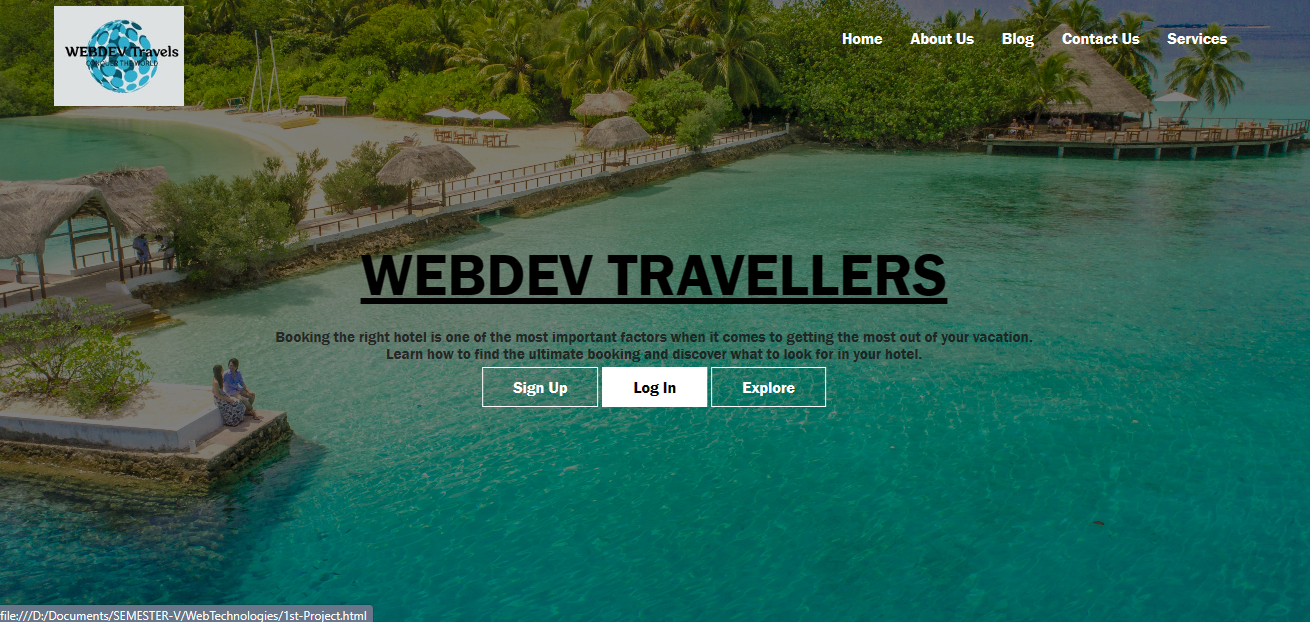 WEBDEV Travels
CONQUER THE WORLD
Home About Us Blog Contact Us Services
WEBDEV TRAVELLERS
Booking the right hotel is one of the most important factors when it comes to getting the most out of your vacation.
Learn how to find the ultimate booking and discover what to look for in your hotel.
Sign Up Log In Explore
file:///D:/Documents/SEMESTER-V/WebTechnologies/1st-Project.html